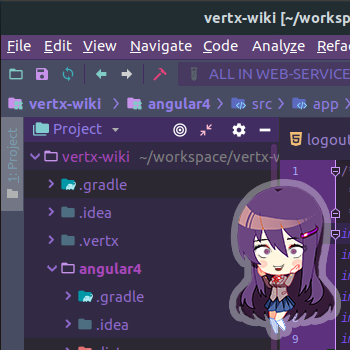 vertx-wiki [~/worksp
File Edit View Navigate Code Analyze Refa
ALL IN WEB-SERVICE
vertx-wiki angular4 src app
1: Project
Project
logout
vertx-wiki ~/workspace/vertx-w
1
.gradle
.idea
.vertx
angular4
.gradle
.idea
9